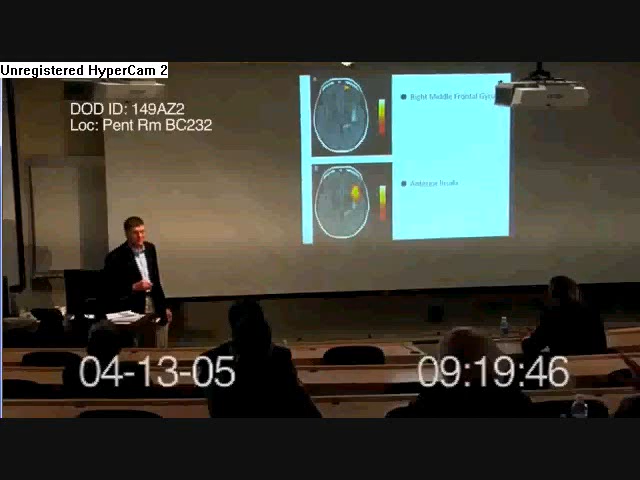 Unregistered HyperCam 2
DOD ID: 149AZ2
Loc: Pent Rm BC232
Right Middle Frontal
Anterior Insula
04-13-05
09:19:46